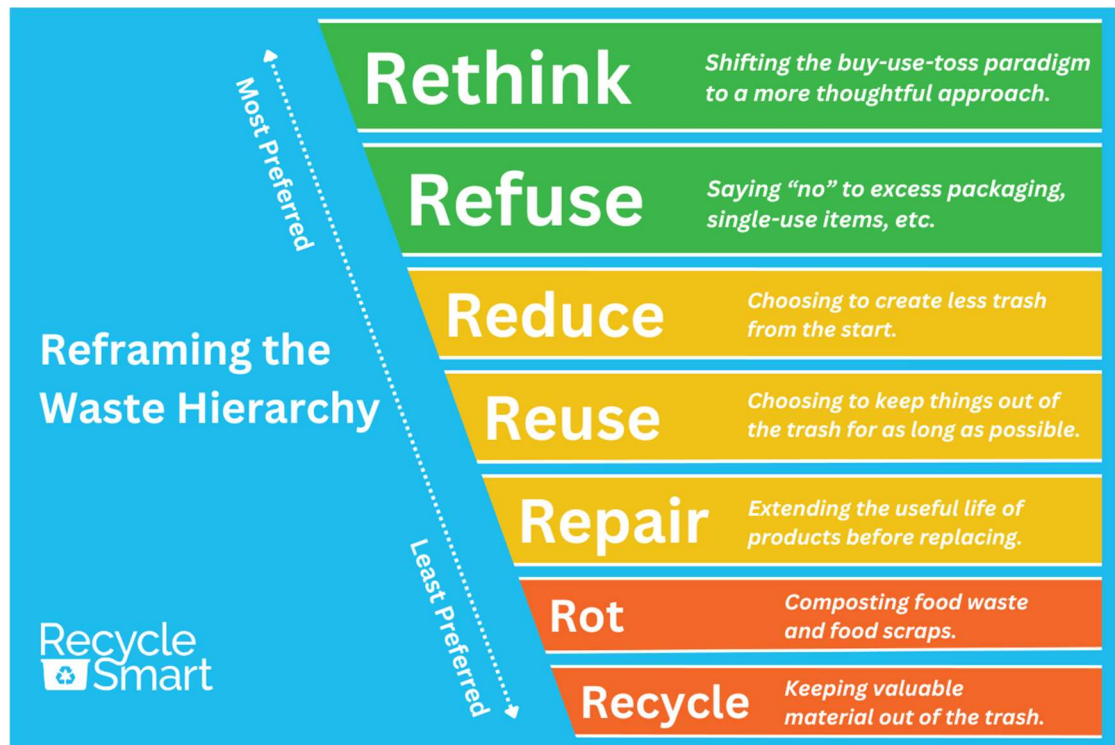 Most Preferred
Least Preferred
Reframing the
Waste Hierarchy
Recycle
Smart
Rethink
Shifting the buy-use-toss paradigm
to a more thoughtful approach.
Refuse
Saying “no” to excess packaging,
single-use items, etc.
Reduce
Choosing to create less trash
from the start.
Reuse
Choosing to keep things out of
the trash for as long as possible.
Repair
Extending the useful life of
products before replacing.
Rot
Composting food waste
and food scraps.
Recycle
Keeping valuable
material out of the trash.